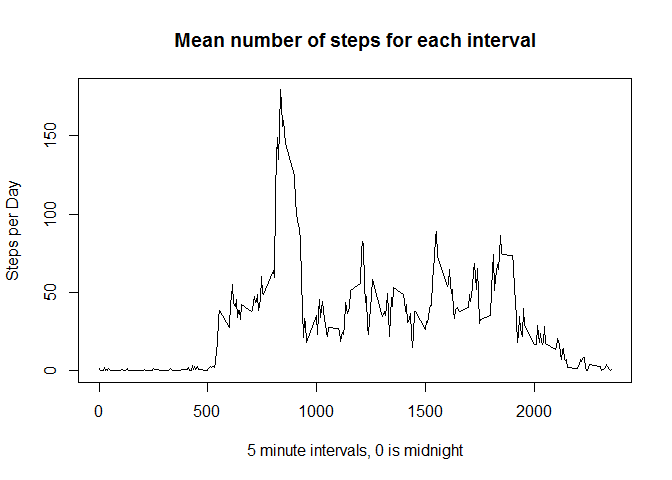 Mean number of steps for each interval
Steps per Day
150
100
50
0
0 500 1000 1500 2000
5 minute intervals, 0 is midnight